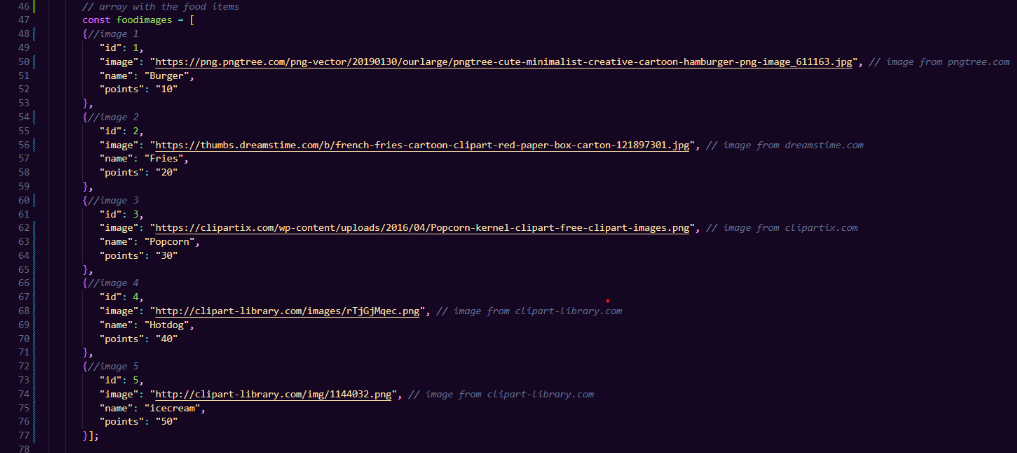 46 // array with the food items
47 const foodimages = [
48 {//image 1
49 "id": 1,
50 "image": "https://png.pngtree.com/png-vector/20190130/ourlarge/pngtree-cute-minimalist-creative-cartoon-hamburger-png-image_611163.jpg", // image from pngtree.com
51 "name": "Burger",
52 "points": "10"
53 },
54 {//image 2
55 "id": 2,
56 "image": "https://thumbs.dreamstime.com/b/french-fries-cartoon-clipart-red-paper-box-carton-121897301.jpg", // image from dreamstime.com
57 "name": "Fries",
58 "points": "20"
59 },
60 {//image 3
61 "id": 3,
62 "image": "https://clipartix.com/wp-content/uploads/2016/04/Popcorn-kernel-clipart-free-clipart-images.png", // image from clipartix.com
63 "name": "Popcorn",
64 "points": "30"
65 },
66 {//image 4
67 "id": 4,
68 "image": "http://clipart-library.com/images/rTjGjMqec.png", // image from clipart-library.com
69 "name": "Hotdog",
70 "points": "40"
71 },
72 {//image 5
73 "id": 5,
74 "image": "http://clipart-library.com/img/1144032.png", // image from clipart-library.com
75 "name": "icecream",
76 "points": "50"
77 }];
78